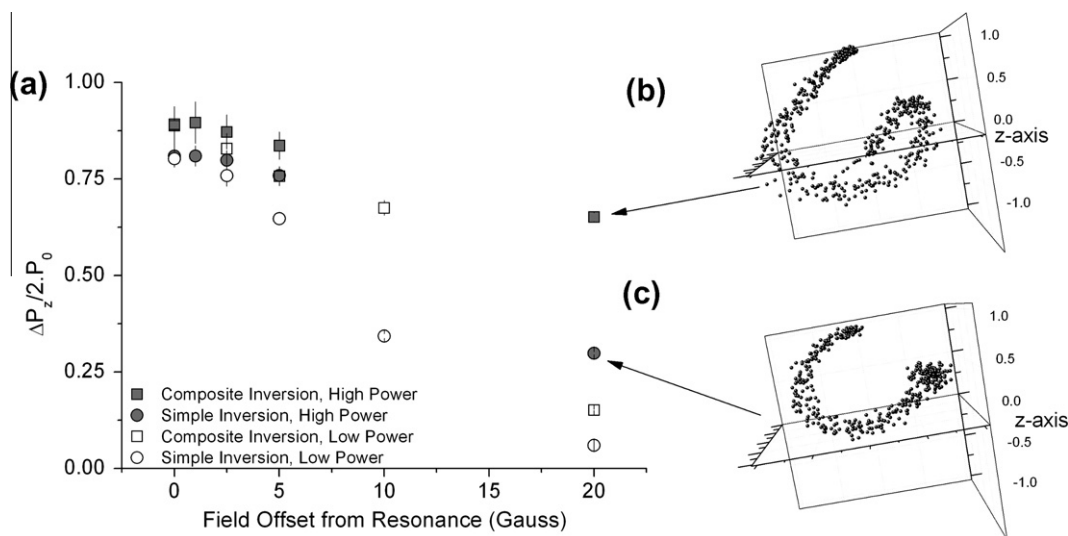 (a)
1.00
0.75
0.50
0.25
0.00
ΔP_z/2.P_0
Composite Inversion, High Power
Simple Inversion, High Power
Composite Inversion, Low Power
Simple Inversion, Low Power
0
5
10
15
20
Field Offset from Resonance (Gauss)
(b)
1.0
0.5
0.0
z-axis
-0.5
-1.0
(c)
1.0
0.5
0.0
z-axis
-0.5
-1.0